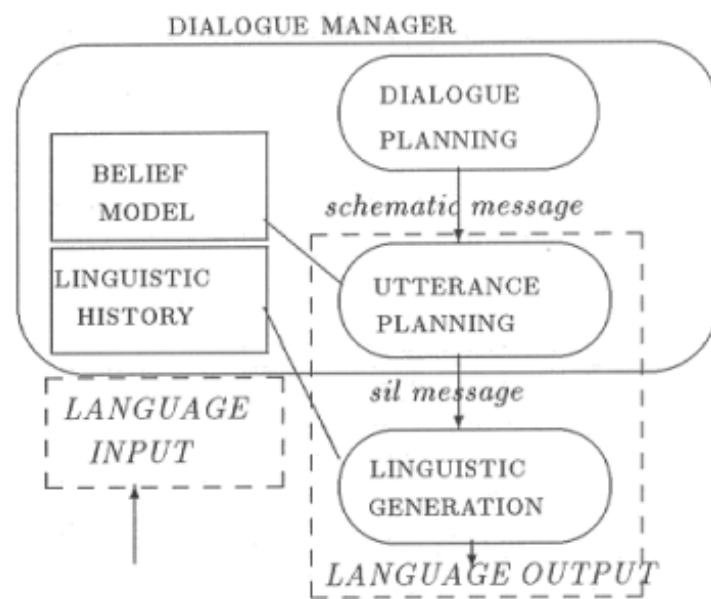 DIALOGUE MANAGER
DIALOGUE
PLANNING
BELIEF
MODEL
schematic message
LINGUISTIC
HISTORY
UTTERANCE
PLANNING
sil message
LANGUAGE
INPUT
LINGUISTIC
GENERATION
LANGUAGE OUTPUT